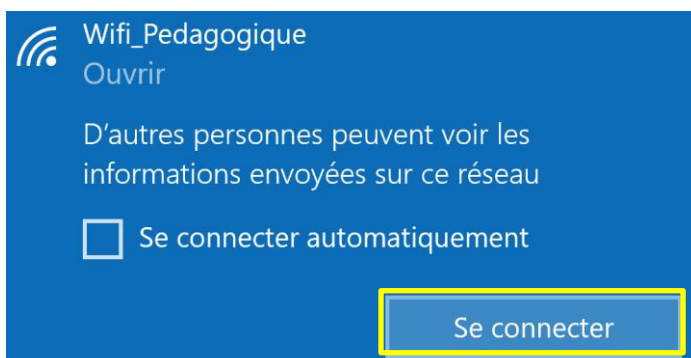 Wifi_Pedagogique
Ouvrir
D'autres personnes peuvent voir les
informations envoyées sur ce réseau
Se connecter automatiquement
Se connecter